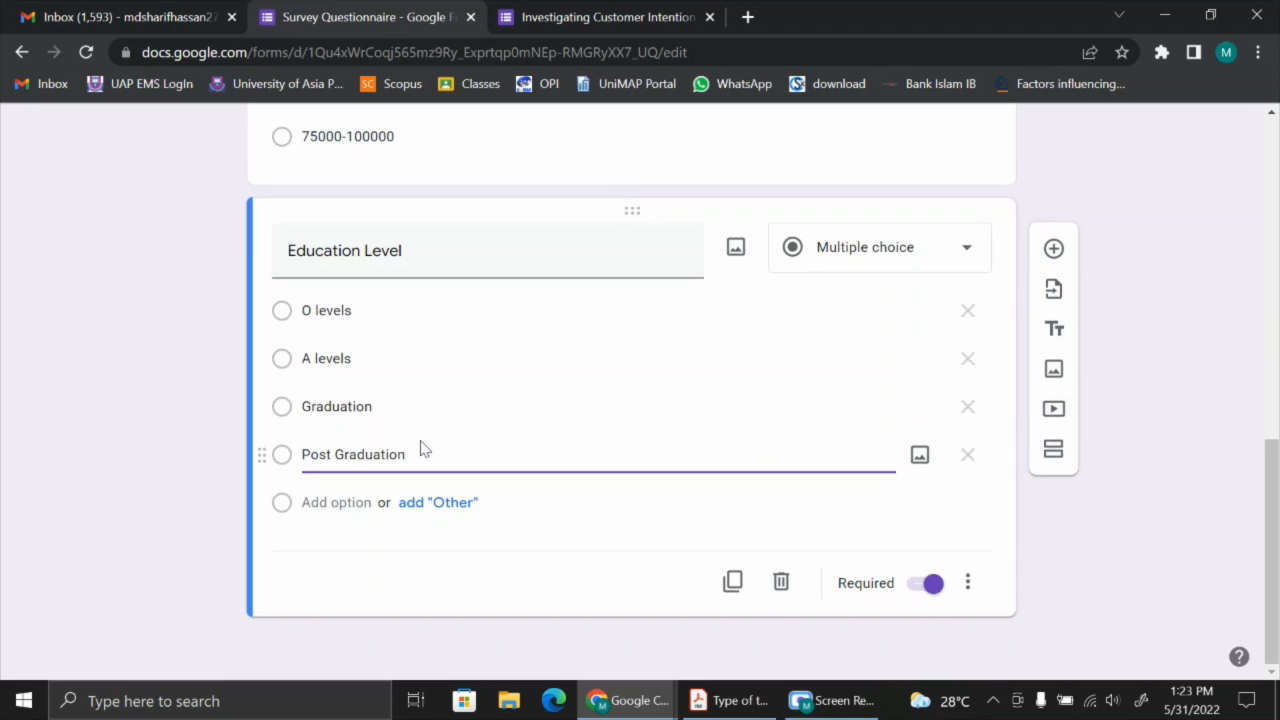 Inbox (1,593) - mdsharifhassan27
Survey Questionnaire - Google Fo
Investigating Customer Intention
docs.google.com/forms/d/1Qu4xWrCoqj565mz9Ry_Exprtqp0mNEp-RMGRyXX7_UQ/edit
M
Inbox
UAP EMS LogIn
University of Asia P...
SC Scopus
Classes
OPI
UniMAP Portal
WhatsApp
download
Bank Islam IB
Factors influencing...
75000-100000
Education Level
Multiple choice
O levels
A levels
Graduation
Post Graduation
Add option or add "Other"
Required
Type here to search
Google C...
Type of t...
Screen Re...
28°C
1:23 PM
5/31/2022